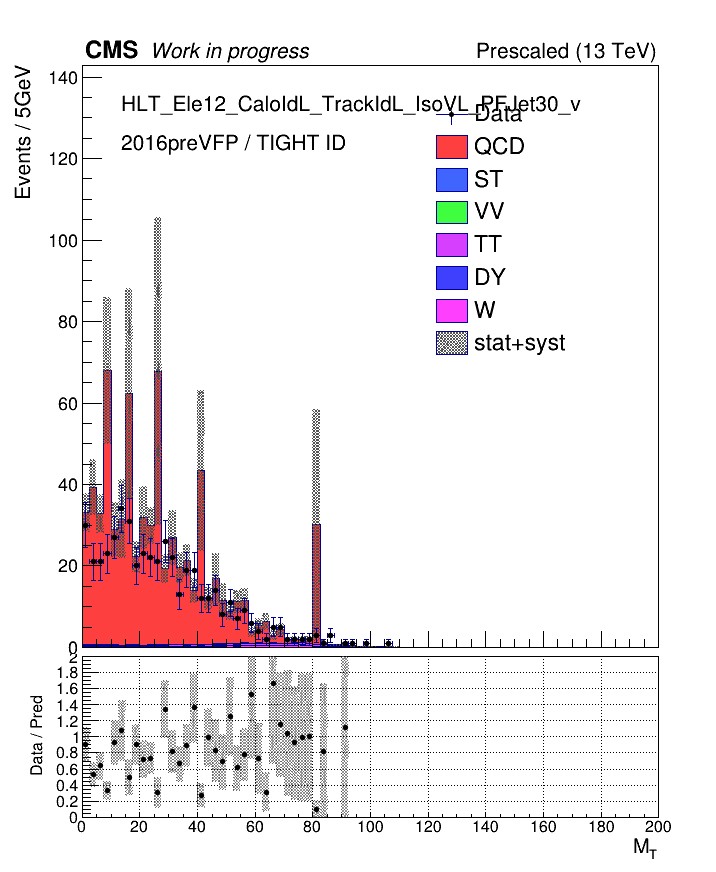 CMS Work in progress Prescaled (13 TeV)
Events / 5GeV
140
120
100
80
60
40
20
0
HLT_Ele12_CaloIdL_TrackIdL_IsoVL_PFJet30_v
2016preVFP / TIGHT ID
Data
QCD
ST
VV
TT
DY
W
stat+syst
Data / Pred
2
1.8
1.6
1.4
1.2
1
0.8
0.6
0.4
0.2
0
0 20 40 60 80 100 120 140 160 180 200
M_T